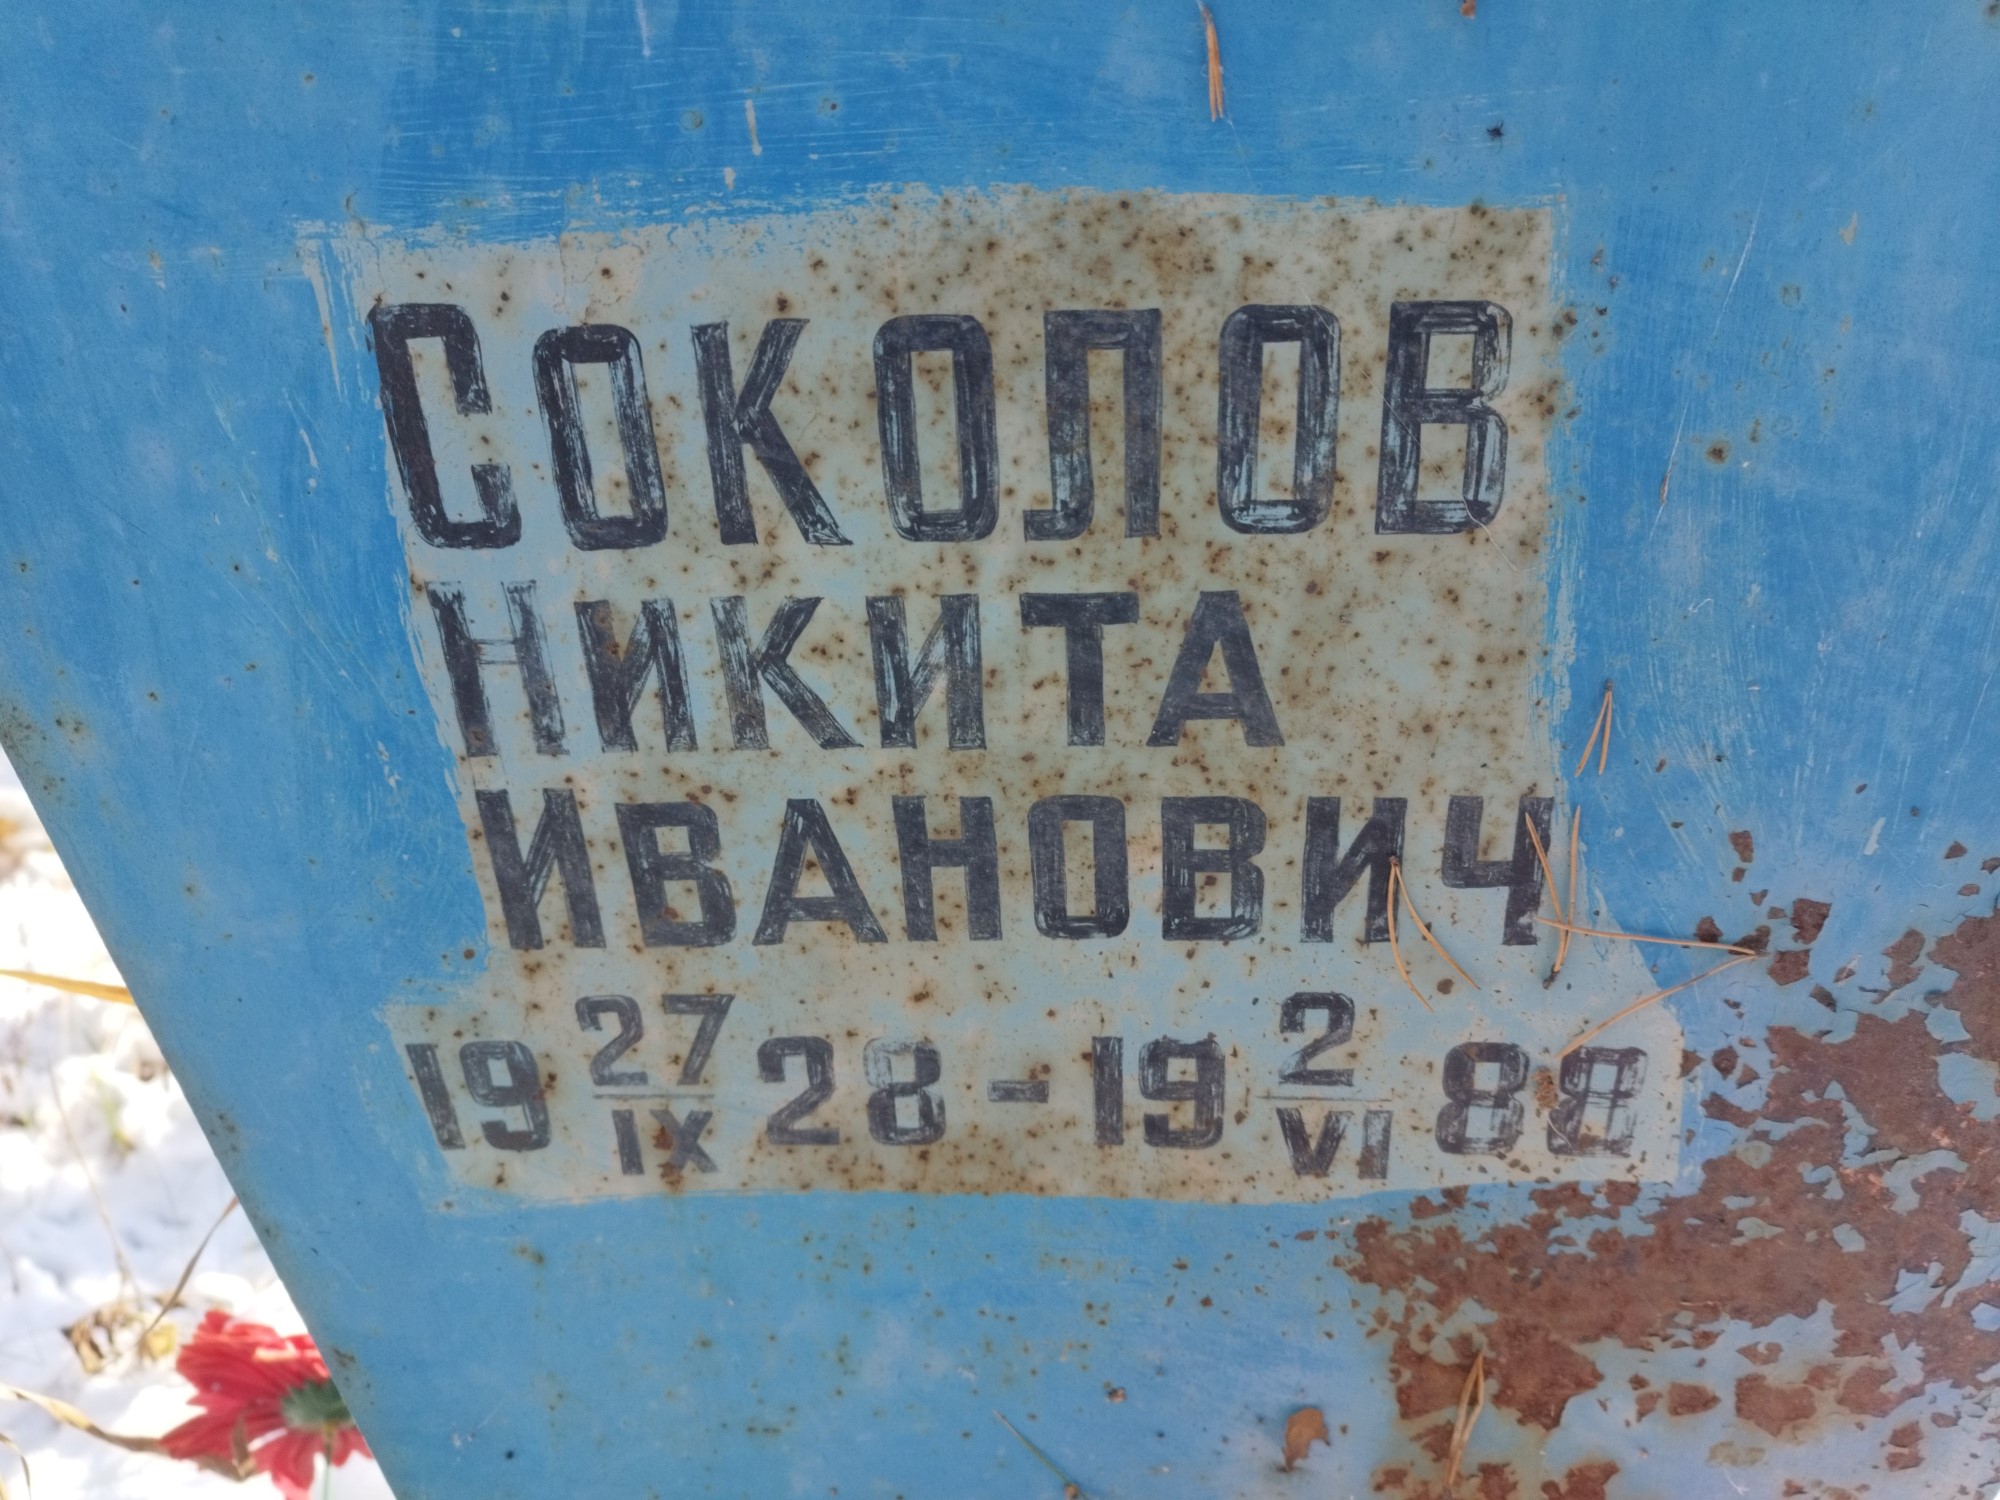 СОКОЛОВ
НИКИТА
ИВАНОВИЧ
19 27/IX 28 - 19 2/VI 88